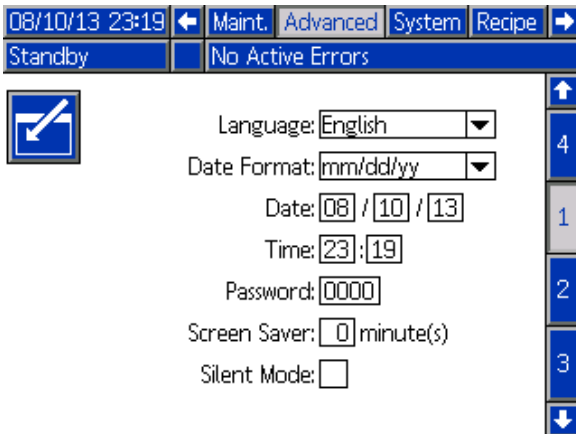 08/10/13 23:19 Maint. Advanced System Recipe
Standby No Active Errors
Language: English
4
Date Format: mm/dd/yy
Date: 08 / 10 / 13
1
Time: 23:19
Password: 0000
2
Screen Saver: 0 minute(s)
3
Silent Mode: